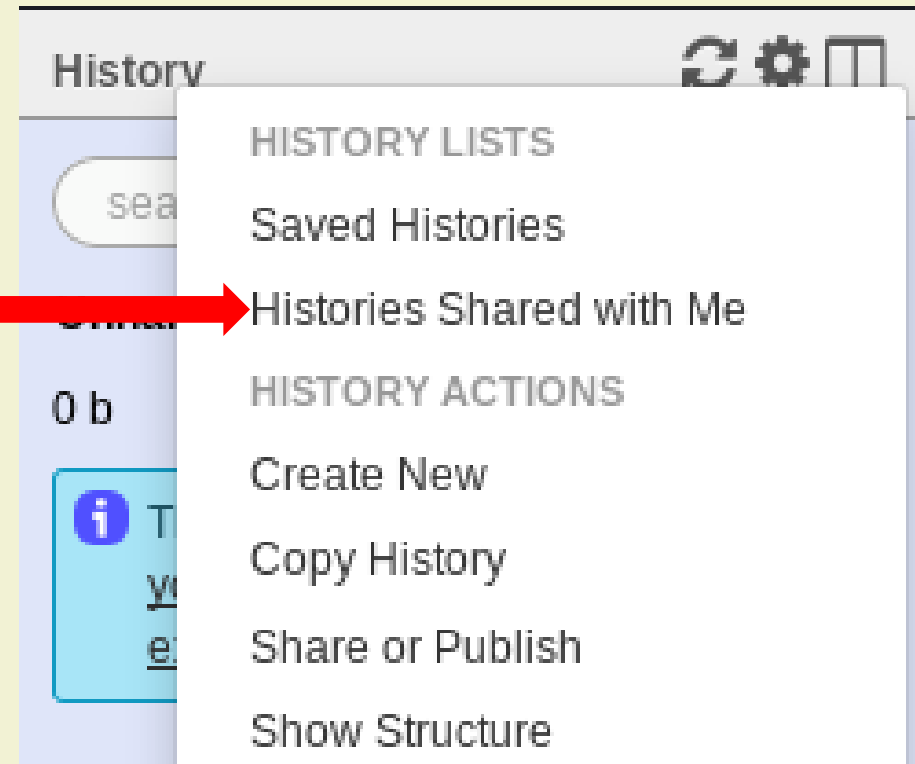 History
HISTORY LISTS
sea
Saved Histories
Histories Shared with Me
HISTORY ACTIONS
0 b
Create New
Copy History
Share or Publish
Show Structure